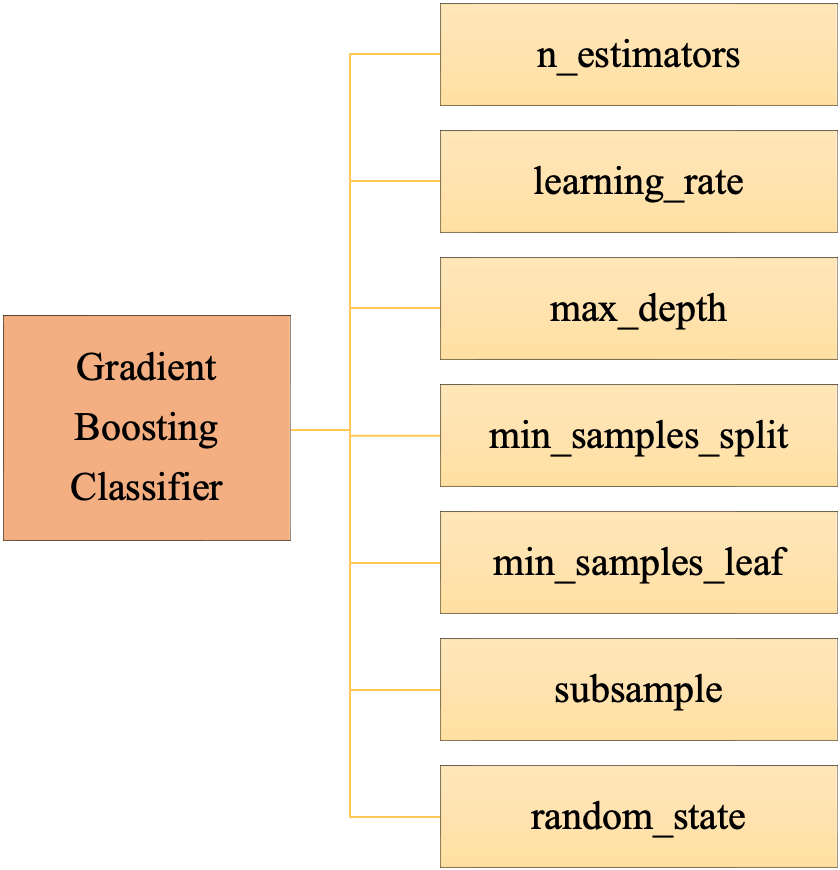 Gradient
Boosting
Classifier
n_estimators
learning_rate
max_depth
min_samples_split
min_samples_leaf
subsample
random_state